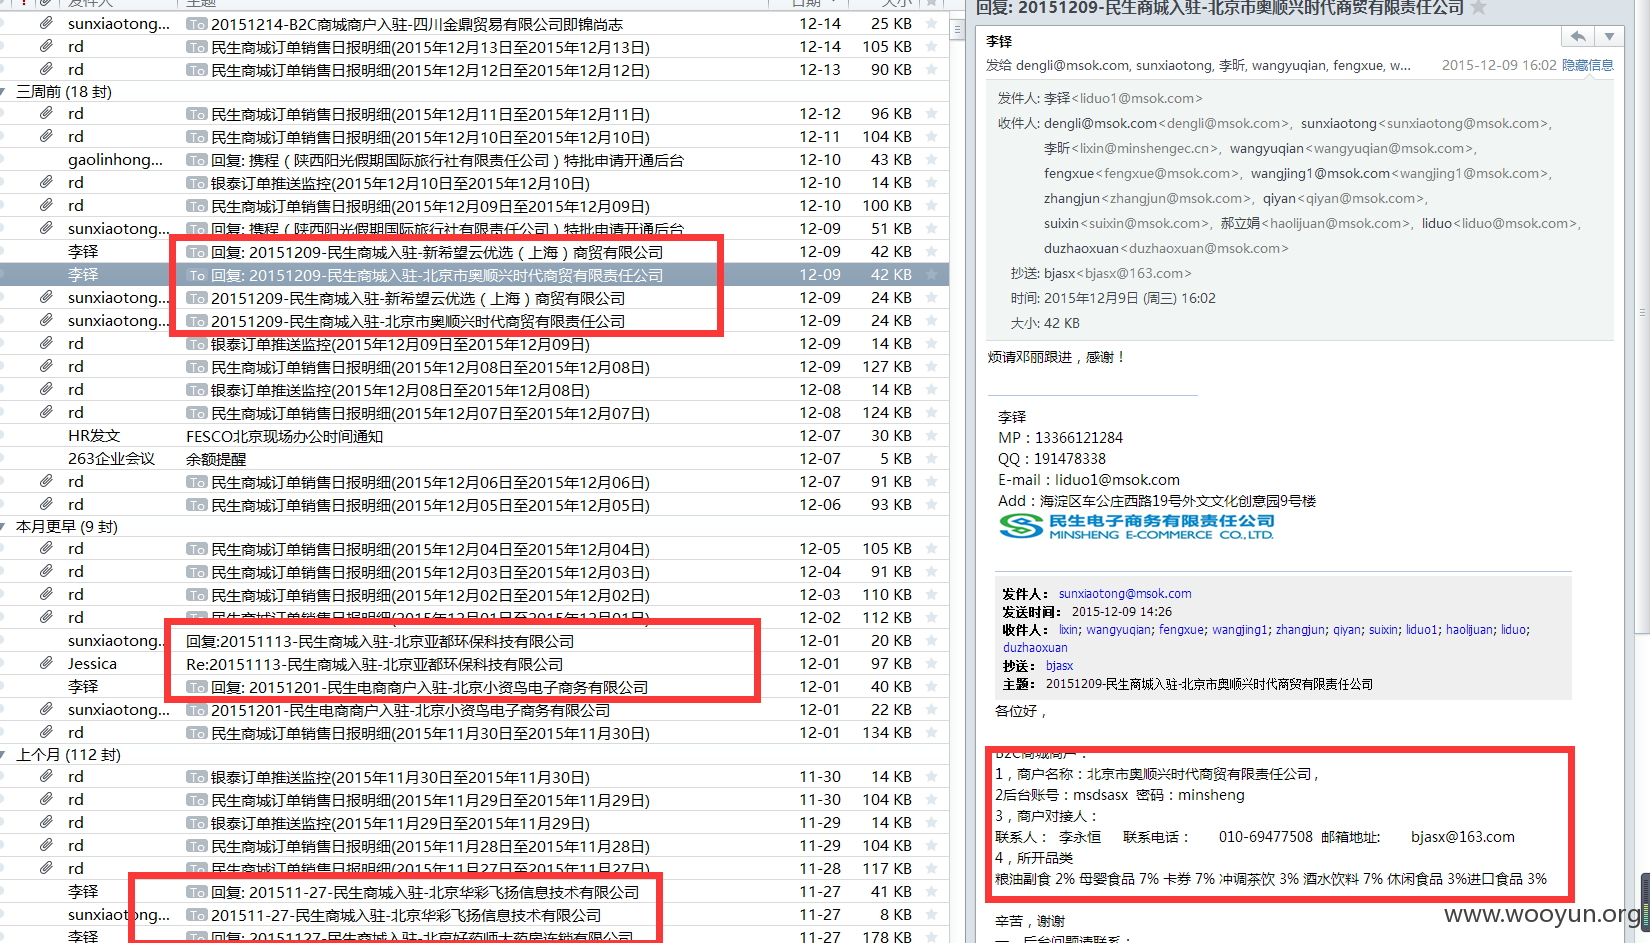 发件人 主题 日期 大小
sunxiaotong... To 20151214-B2C商城商户入驻-四川金鼎贸易有限公司即锦尚志 12-14 25 KB
rd To 民生商城订单销售日报明细(2015年12月13日至2015年12月13日) 12-14 105 KB
rd To 民生商城订单销售日报明细(2015年12月12日至2015年12月12日) 12-13 90 KB
三周前 (18 封)
rd To 民生商城订单销售日报明细(2015年12月11日至2015年12月11日) 12-12 96 KB
rd To 民生商城订单销售日报明细(2015年12月10日至2015年12月10日) 12-11 104 KB
gaolinhong... To 回复: 携程（陕西阳光假期国际旅行社有限责任公司）特批申请开通后台 12-10 43 KB
rd To 银泰订单推送监控(2015年12月10日至2015年12月10日) 12-10 14 KB
rd To 民生商城订单销售日报明细(2015年12月09日至2015年12月09日) 12-10 100 KB
sunxiaotong... To 回复: 携程（陕西阳光假期国际旅行社有限责任公司）特批申请开通后台 12-09 51 KB
李铎 To 回复: 20151209-民生商城入驻-新希望云优选（上海）商贸有限公司 12-09 42 KB
李铎 To 回复: 20151209-民生商城入驻-北京市奥顺兴时代商贸有限责任公司 12-09 42 KB
sunxiaotong... To 20151209-民生商城入驻-新希望云优选（上海）商贸有限公司 12-09 24 KB
sunxiaotong... To 20151209-民生商城入驻-北京市奥顺兴时代商贸有限责任公司 12-09 24 KB
rd To 银泰订单推送监控(2015年12月09日至2015年12月09日) 12-09 14 KB
rd To 民生商城订单销售日报明细(2015年12月08日至2015年12月08日) 12-09 127 KB
rd To 银泰订单推送监控(2015年12月08日至2015年12月08日) 12-08 14 KB
rd To 民生商城订单销售日报明细(2015年12月07日至2015年12月07日) 12-08 124 KB
HR发文 FESCO北京现场办公时间通知 12-07 30 KB
263企业会议 余额提醒 12-07 5 KB
rd To 民生商城订单销售日报明细(2015年12月06日至2015年12月06日) 12-07 91 KB
rd To 民生商城订单销售日报明细(2015年12月05日至2015年12月05日) 12-06 93 KB
本月更早 (9 封)
rd To 民生商城订单销售日报明细(2015年12月04日至2015年12月04日) 12-05 105 KB
rd To 民生商城订单销售日报明细(2015年12月03日至2015年12月03日) 12-04 91 KB
rd To 民生商城订单销售日报明细(2015年12月02日至2015年12月02日) 12-03 110 KB
rd To 民生商城订单销售日报明细(2015年12月01日至2015年12月01日) 12-02 112 KB
sunxiaotong... 回复:20151113-民生商城入驻-北京亚都环保科技有限公司 12-01 20 KB
Jessica Re:20151113-民生商城入驻-北京亚都环保科技有限公司 12-01 97 KB
李铎 To 回复: 20151201-民生电商商户入驻-北京小资鸟电子商务有限公司 12-01 40 KB
sunxiaotong... To 20151201-民生电商商户入驻-北京小资鸟电子商务有限公司 12-01 22 KB
rd To 民生商城订单销售日报明细(2015年11月30日至2015年11月30日) 12-01 134 KB
上个月 (112 封)
rd To 银泰订单推送监控(2015年11月30日至2015年11月30日) 11-30 14 KB
rd To 民生商城订单销售日报明细(2015年11月29日至2015年11月29日) 11-30 104 KB
rd To 银泰订单推送监控(2015年11月29日至2015年11月29日) 11-29 14 KB
rd To 民生商城订单销售日报明细(2015年11月28日至2015年11月28日) 11-29 104 KB
rd To 民生商城订单销售日报明细(2015年11月27日至2015年11月27日) 11-28 117 KB
李铎 To 回复: 201511-27-民生商城入驻-北京华彩飞扬信息技术有限公司 11-27 41 KB
sunxiaotong... To 201511-27-民生商城入驻-北京华彩飞扬信息技术有限公司 11-27 8 KB
李铎 To 回复: 20151127-民生商城入驻-北京好药师大药房连锁有限公司 11-27 178 KB
回复: 20151209-民生商城入驻-北京市奥顺兴时代商贸有限责任公司
李铎
发给 dengli@msok.com, sunxiaotong, 李昕, wangyuqian, fengxue, w... 2015-12-09 16:02 隐藏信息
发件人: 李铎<liduo1@msok.com>
收件人: dengli@msok.com<dengli@msok.com>, sunxiaotong<sunxiaotong@msok.com>,
李昕<lixin@minshengec.cn>, wangyuqian<wangyuqian@msok.com>,
fengxue<fengxue@msok.com>, wangjing1@msok.com<wangjing1@msok.com>,
zhangjun<zhangjun@msok.com>, qiyan<qiyan@msok.com>,
suixin<suixin@msok.com>, 郝立娟<haolijuan@msok.com>, liduo<liduo@msok.com>,
duzhaoxuan<duzhaoxuan@msok.com>
抄送: bjasx<bjasx@163.com>
时间: 2015年12月9日 (周三) 16:02
大小: 42 KB
烦请邓丽跟进，感谢！
李铎
MP：13366121284
QQ：191478338
E-mail：liduo1@msok.com
Add：海淀区车公庄西路19号外文文化创意园9号楼
民生电子商务有限责任公司
MINSHENG E-COMMERCE CO.,LTD.
发件人： sunxiaotong@msok.com
发送时间： 2015-12-09 14:26
收件人： lixin; wangyuqian; fengxue; wangjing1; zhangjun; qiyan; suixin; liduo1; haolijuan; liduo;
duzhaoxuan
抄送： bjasx
主题： 20151209-民生商城入驻-北京市奥顺兴时代商贸有限责任公司
各位好，
B2C商城商户：
1，商户名称：北京市奥顺兴时代商贸有限责任公司，
2后台账号：msdsasx 密码：minsheng
3，商户对接人：
联系人： 李永恒 联系电话： 010-69477508 邮箱地址: bjasx@163.com
4，所开品类
粮油副食 2% 母婴食品 7% 卡券 7% 冲调茶饮 3% 酒水饮料 7% 休闲食品 3%进口食品 3%
辛苦，谢谢
一、后台问题请联系：
www.wooyun.org